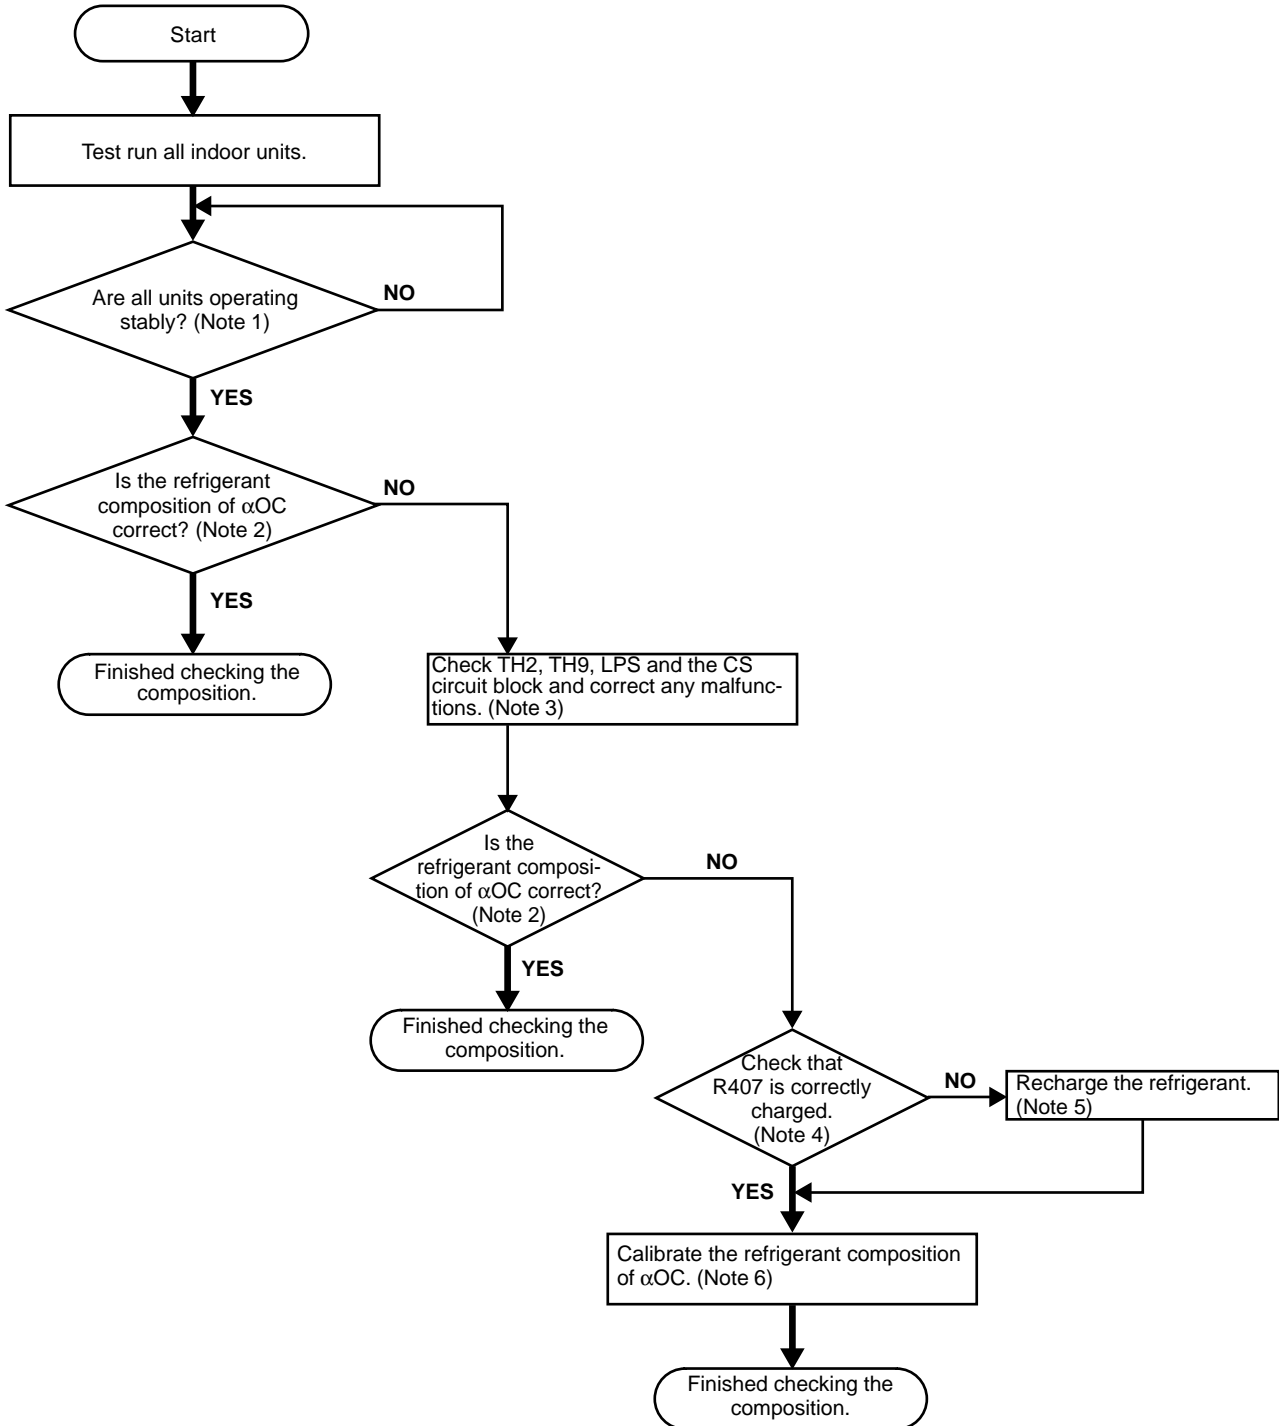 Start
Test run all indoor units.
Are all units operating
stably? (Note 1)
NO
YES
Is the refrigerant
composition of αOC
correct? (Note 2)
NO
YES
Finished checking the
composition.
Check TH2, TH9, LPS and the CS
circuit block and correct any malfunc-
tions. (Note 3)
Is the
refrigerant composi-
tion of αOC correct?
(Note 2)
NO
YES
Finished checking the
composition.
Check that
R407 is correctly
charged.
(Note 4)
NO
Recharge the refrigerant.
(Note 5)
YES
Calibrate the refrigerant composition
of αOC. (Note 6)
Finished checking the
composition.